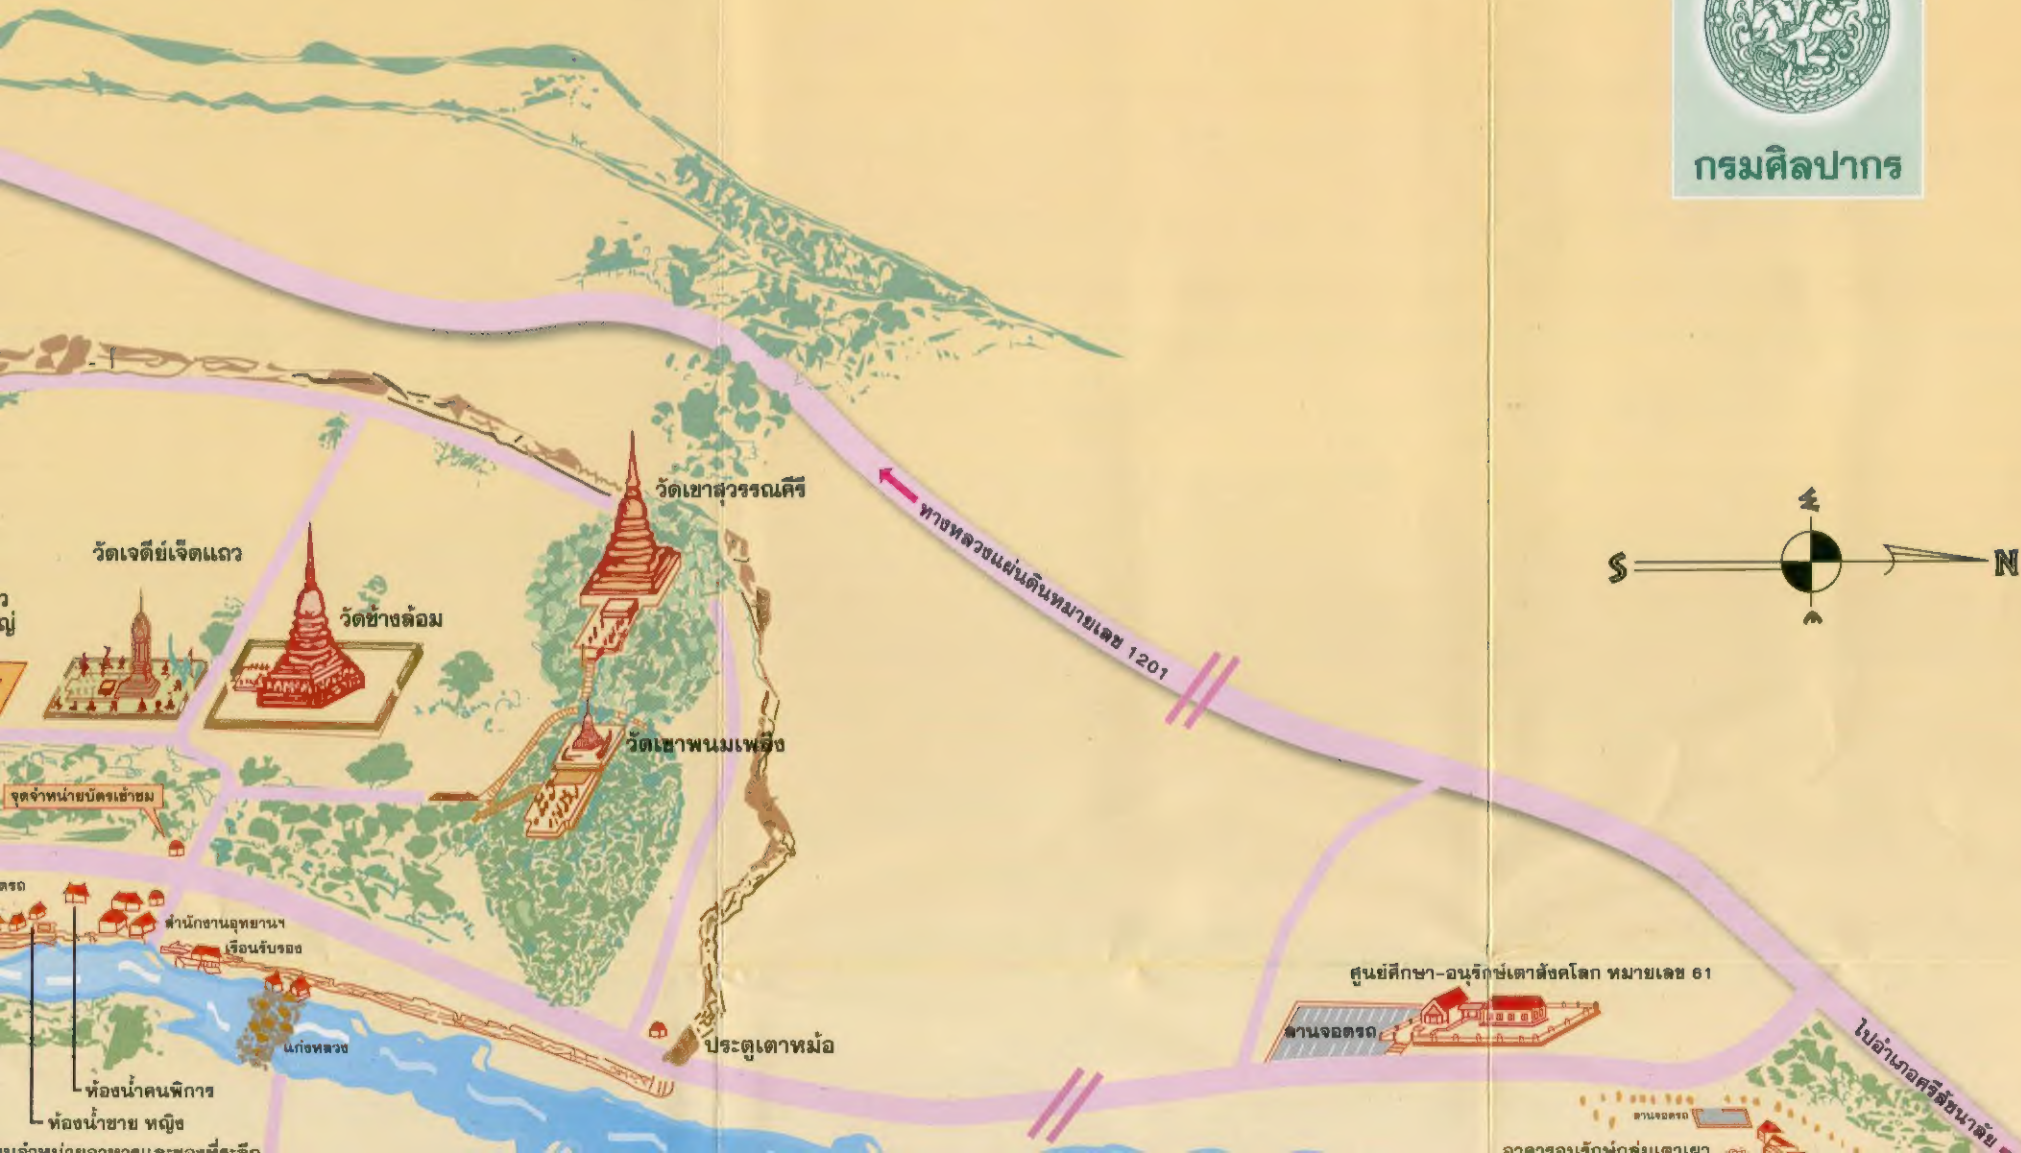 กรมศิลปากร
วัดเขาสุวรรณคีรี
ทางหลวงแผ่นดินหมายเลข 1201
วัดเจดีย์เจ็ดแถว
วัดช้างล้อม
S
N
วัดเขาพนมเพลิง
จุดจำหน่ายบัตรเข้าชม
สำนักงานอุทยานฯ
เรือนรับรอง
ศูนย์ศึกษา-อนุรักษ์เตาสังคโลก หมายเลข 61
ลานจอดรถ
แก่งหลวง
ประตูเตาหม้อ
ไปอำเภอศรีสัชนาลัย
ห้องน้ำคนพิการ
ห้องน้ำชาย หญิง
ลานจอดรถ